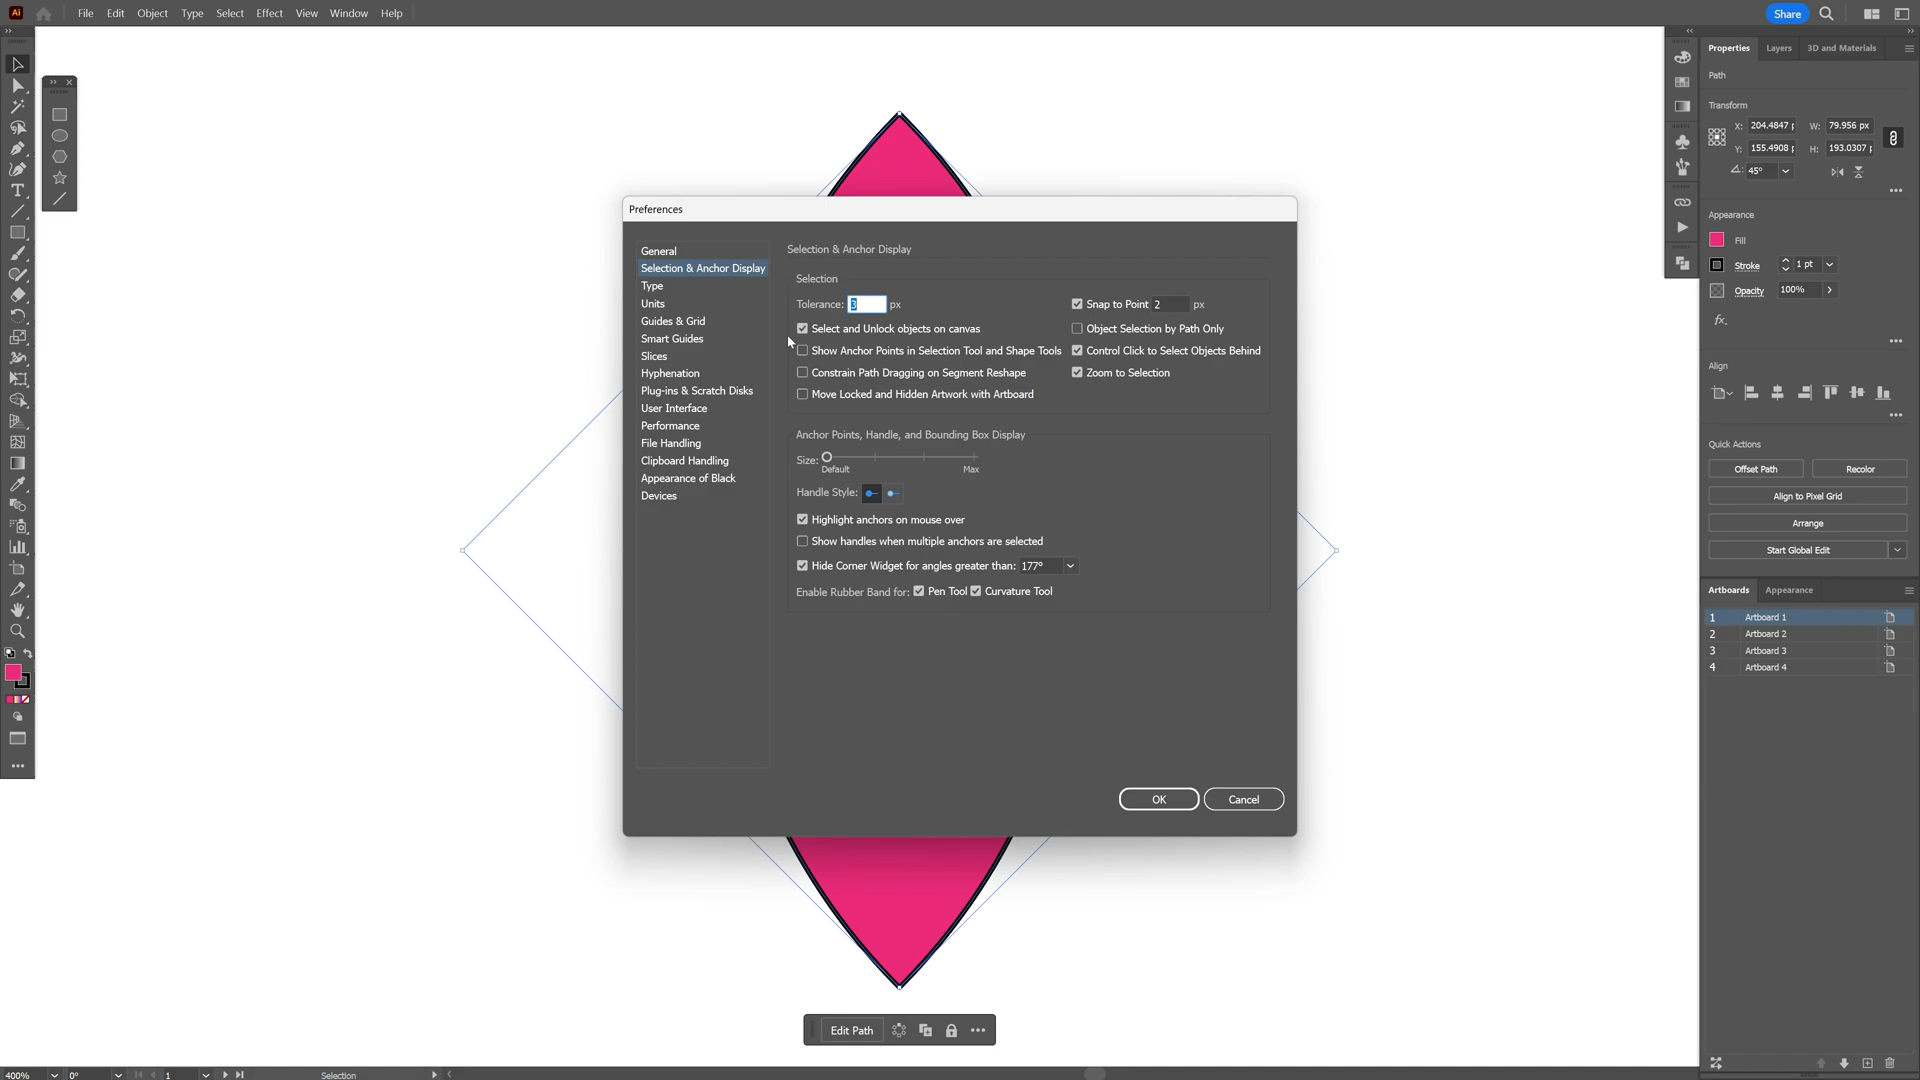 Ai File Edit Object Type Select Effect View Window Help Share
Properties Layers 3D and Materials
Path
Transform
X: 204.4847 p W: 79.956 px
Y: 155.4908 p H: 193.0307 p
45°
Appearance
Fill
Stroke 1 pt
Opacity 100%
fx
Align
Quick Actions
Offset Path Recolor
Align to Pixel Grid
Arrange
Start Global Edit
Artboards Appearance
1 Artboard 1
2 Artboard 2
3 Artboard 3
4 Artboard 4
Preferences
General
Selection & Anchor Display
Type
Units
Guides & Grid
Smart Guides
Slices
Hyphenation
Plug-ins & Scratch Disks
User Interface
Performance
File Handling
Clipboard Handling
Appearance of Black
Devices
Selection & Anchor Display
Selection
Tolerance: 3 px Snap to Point 2 px
Select and Unlock objects on canvas Object Selection by Path Only
Show Anchor Points in Selection Tool and Shape Tools Control Click to Select Objects Behind
Constrain Path Dragging on Segment Reshape Zoom to Selection
Move Locked and Hidden Artwork with Artboard
Anchor Points, Handle, and Bounding Box Display
Size:
Default Max
Handle Style:
Highlight anchors on mouse over
Show handles when multiple anchors are selected
Hide Corner Widget for angles greater than: 177°
Enable Rubber Band for: Pen Tool Curvature Tool
OK Cancel
Edit Path
400% 0° 1 Selection